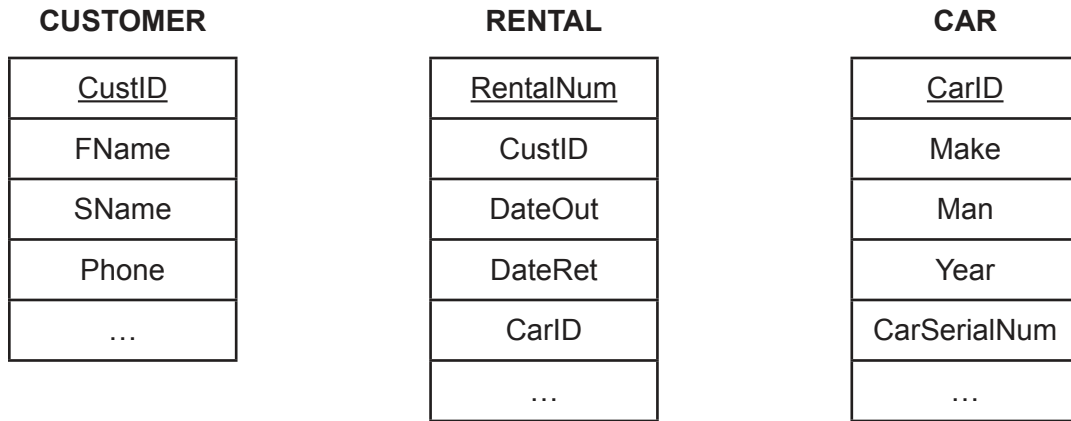 CUSTOMER
CustID
FName
SName
Phone
…
RENTAL
RentalNum
CustID
DateOut
DateRet
CarID
…
CAR
CarID
Make
Man
Year
CarSerialNum
…